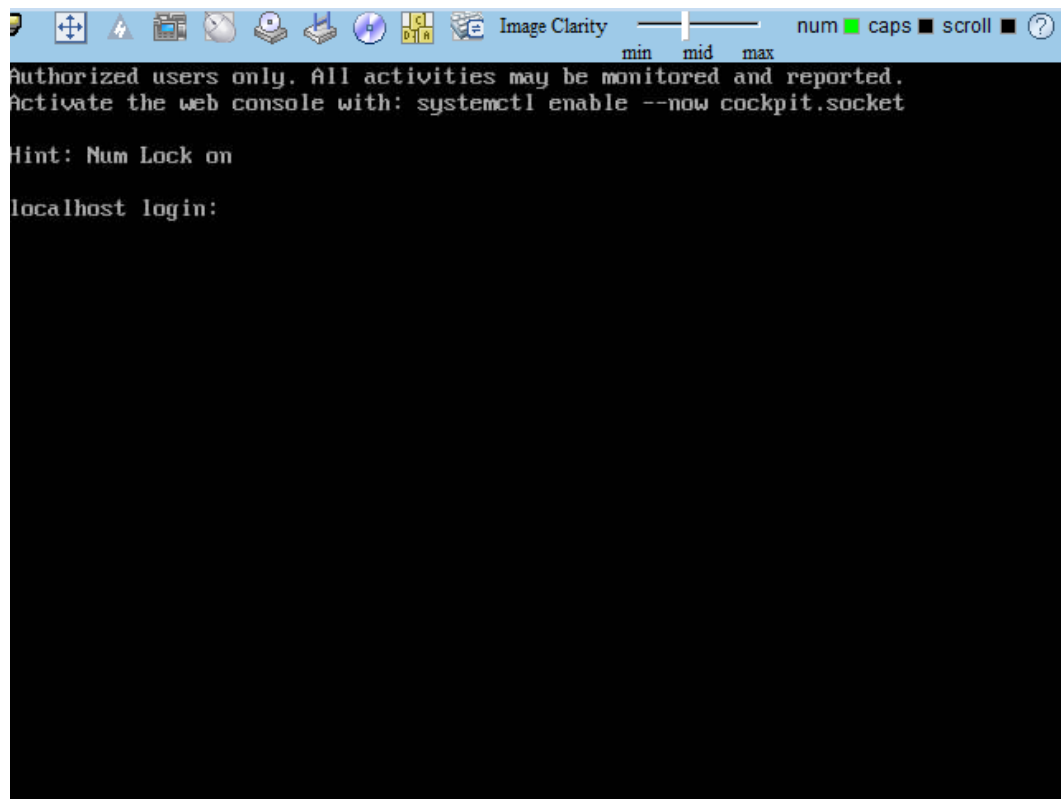 Image Clarity
min mid max
num caps scroll ?
Authorized users only. All activities may be monitored and reported.
Activate the web console with: systemctl enable --now cockpit.socket
Hint: Num Lock on
localhost login: